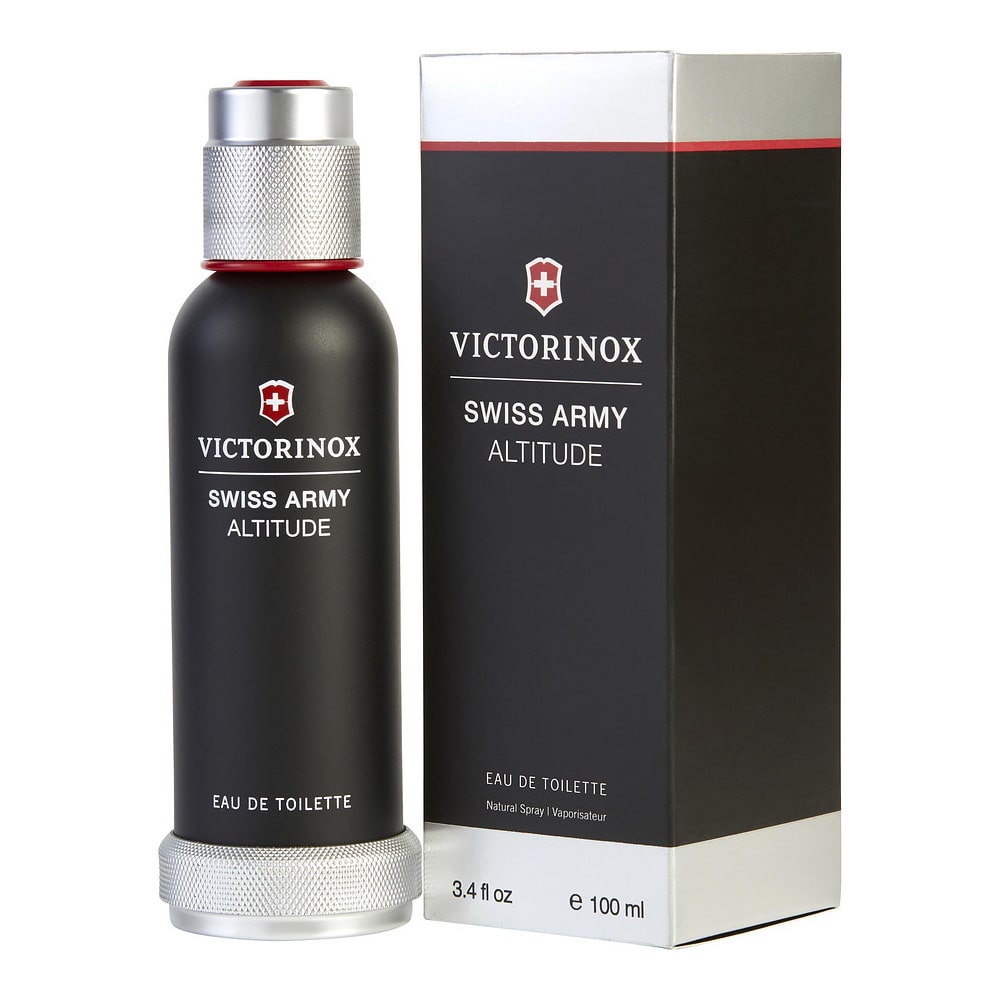 VICTORINOX
SWISS ARMY
ALTITUDE
EAU DE TOILETTE
VICTORINOX
SWISS ARMY
ALTITUDE
EAU DE TOILETTE
Natural Spray | Vaporisateur
3.4 fl oz ℮ 100 ml